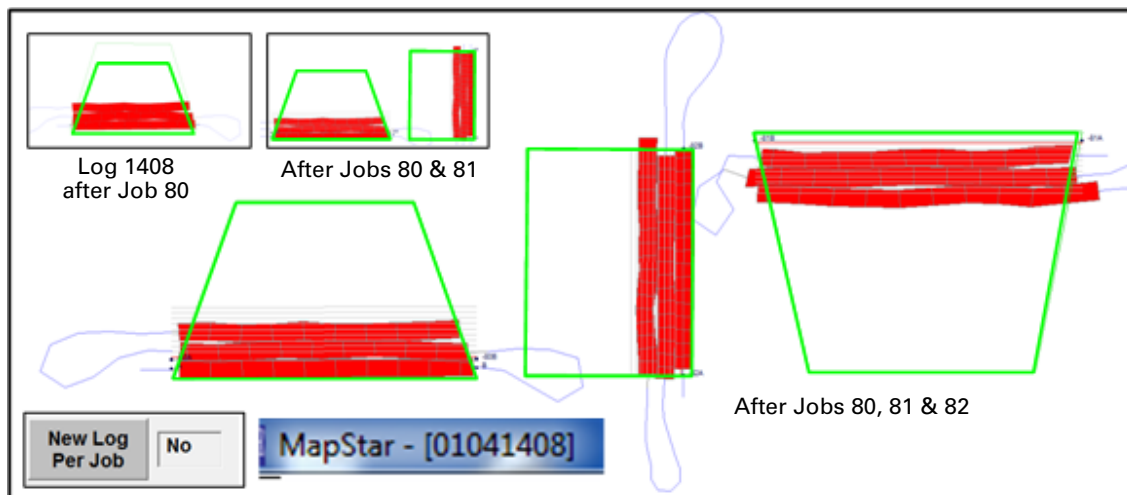 Log 1408
after Job 80
After Jobs 80 & 81
After Jobs 80, 81 & 82
New Log
Per Job
No
MapStar - [01041408]